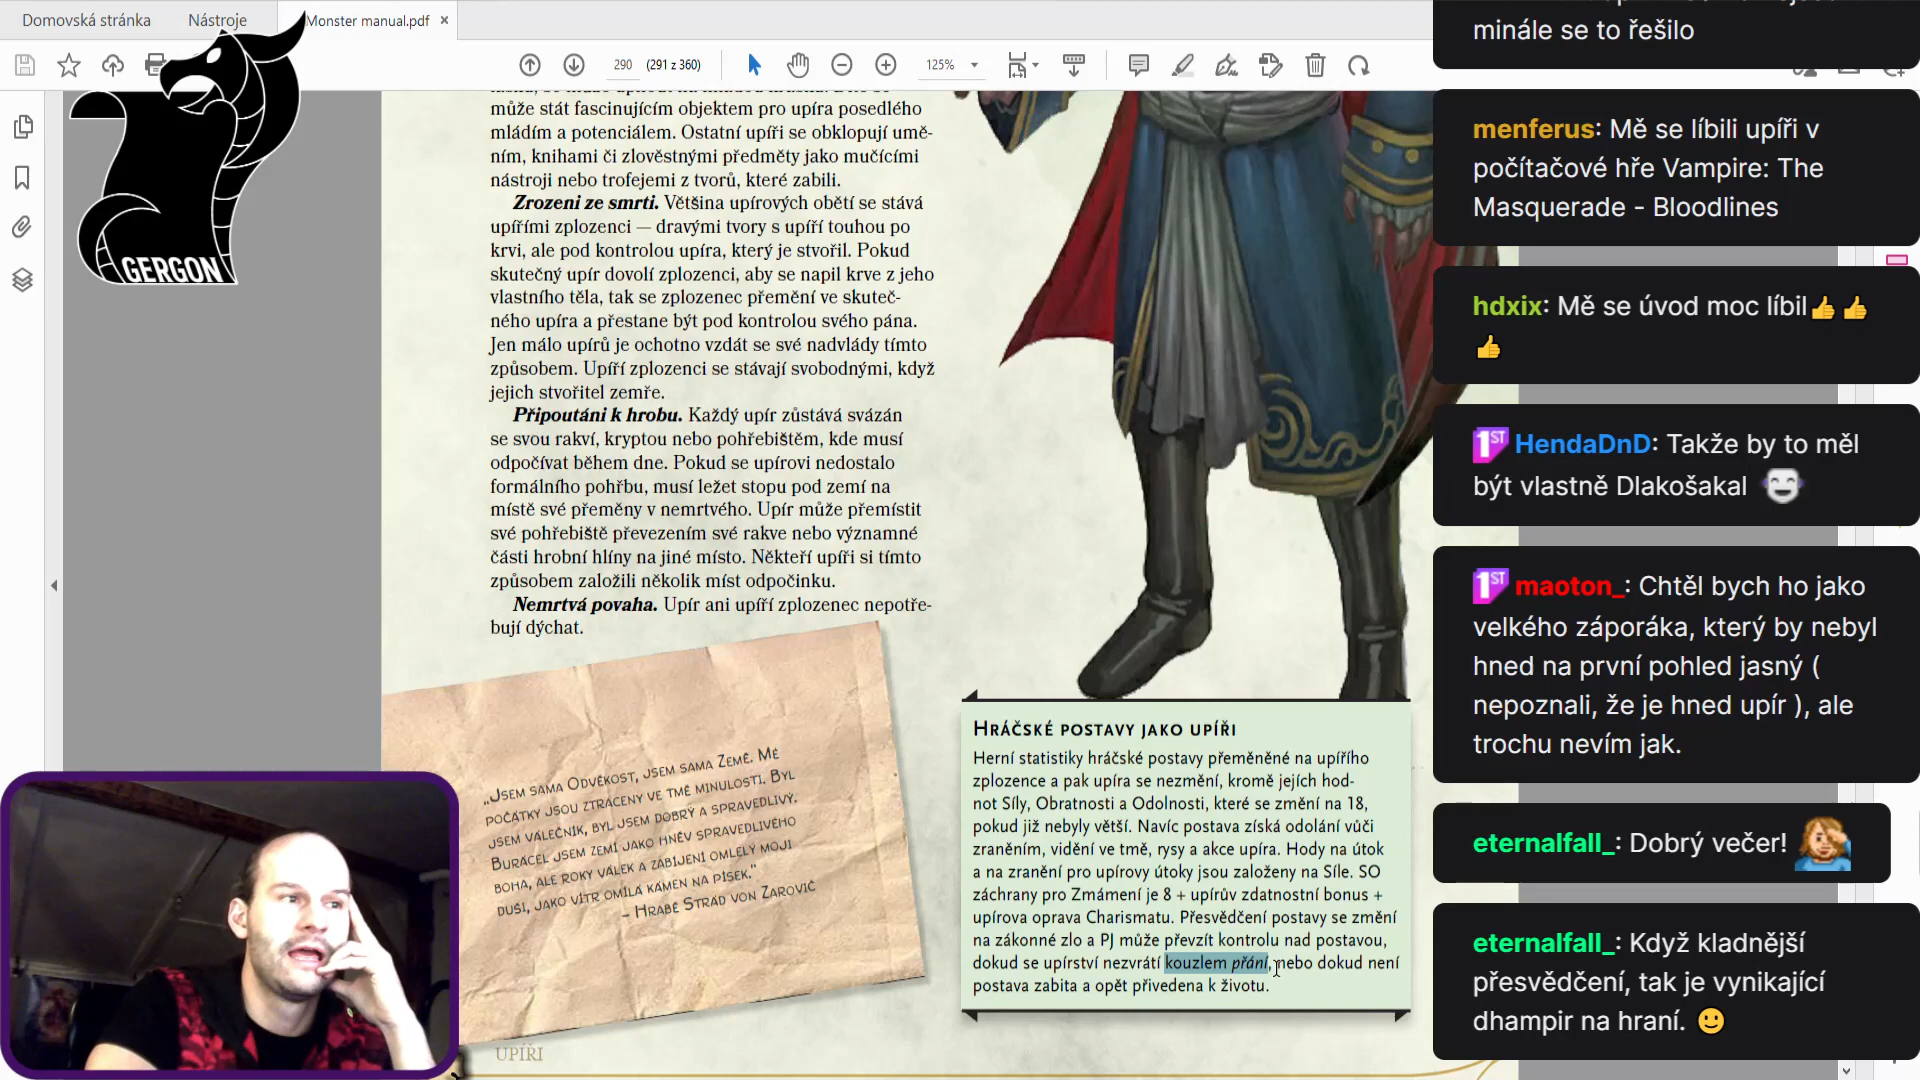 Domovská stránka
Nástroje
Monster manual.pdf ×
290 (291 z 360)
125%
GERGON
může stát fascinujícím objektem pro upíra posedlého
mládím a potenciálem. Ostatní upíři se obklopují umě-
ním, knihami či zlověstnými předměty jako mučícími
nástroji nebo trofejemi z tvorů, které zabili.
Zrozeni ze smrti. Většina upírových obětí se stává
upířími zplozenci — dravými tvory s upíří touhou po
krvi, ale pod kontrolou upíra, který je stvořil. Pokud
skutečný upír dovolí zplozenci, aby se napil krve z jeho
vlastního těla, tak se zplozenec přemění ve skuteč-
ného upíra a přestane být pod kontrolou svého pána.
Jen málo upírů je ochotno vzdát se své nadvlády tímto
způsobem. Upíří zplozenci se stávají svobodnými, když
jejich stvořitel zemře.
Připoutáni k hrobu. Každý upír zůstává svázán
se svou rakví, kryptou nebo pohřebištěm, kde musí
odpočívat během dne. Pokud se upírovi nedostalo
formálního pohřbu, musí ležet stopu pod zemí na
místě své přeměny v nemrtvého. Upír může přemístit
své pohřebiště převezením své rakve nebo významné
části hrobní hlíny na jiné místo. Někteří upíři si tímto
způsobem založili několik míst odpočinku.
Nemrtvá povaha. Upír ani upíří zplozenec nepotře-
bují dýchat.
„Jsem sama Odvěkost, jsem sama Země. Mé
počátky jsou ztraceny ve tmě minulosti. Byl
jsem válečník, byl jsem dobrý a spravedlivý.
Burácel jsem zemí jako hněv spravedlivého
boha, ale roky válek a zabíjení omlely moji
duši, jako vítr omílá kámen na písek.“
– Hrabě Strad von Zarovič
UPÍŘI
Hráčské postavy jako upíři
Herní statistiky hráčské postavy přeměněné na upířího
zplozence a pak upíra se nezmění, kromě jejích hod-
not Síly, Obratnosti a Odolnosti, které se změní na 18,
pokud již nebyly větší. Navíc postava získá odolání vůči
zraněním, vidění ve tmě, rysy a akce upíra. Hody na útok
a na zranění pro upírovy útoky jsou založeny na Síle. SO
záchrany pro Zmámení je 8 + upírův zdatnostní bonus +
upírova oprava Charismatu. Přesvědčení postavy se změní
na zákonné zlo a PJ může převzít kontrolu nad postavou,
dokud se upírství nezvrátí kouzlem přání, nebo dokud není
postava zabita a opět přivedena k životu.
minále se to řešilo
menferus: Mě se líbili upíři v
počítačové hře Vampire: The
Masquerade - Bloodlines
hdxix: Mě se úvod moc líbil👍👍
👍
1ST HendaDnD: Takže by to měl
být vlastně Dlakošakal
1ST maoton_: Chtěl bych ho jako
velkého záporáka, který by nebyl
hned na první pohled jasný (
nepoznali, že je hned upír ), ale
trochu nevím jak.
eternalfall_: Dobrý večer!
eternalfall_: Když kladnější
přesvědčení, tak je vynikající
dhampir na hraní. 🙂